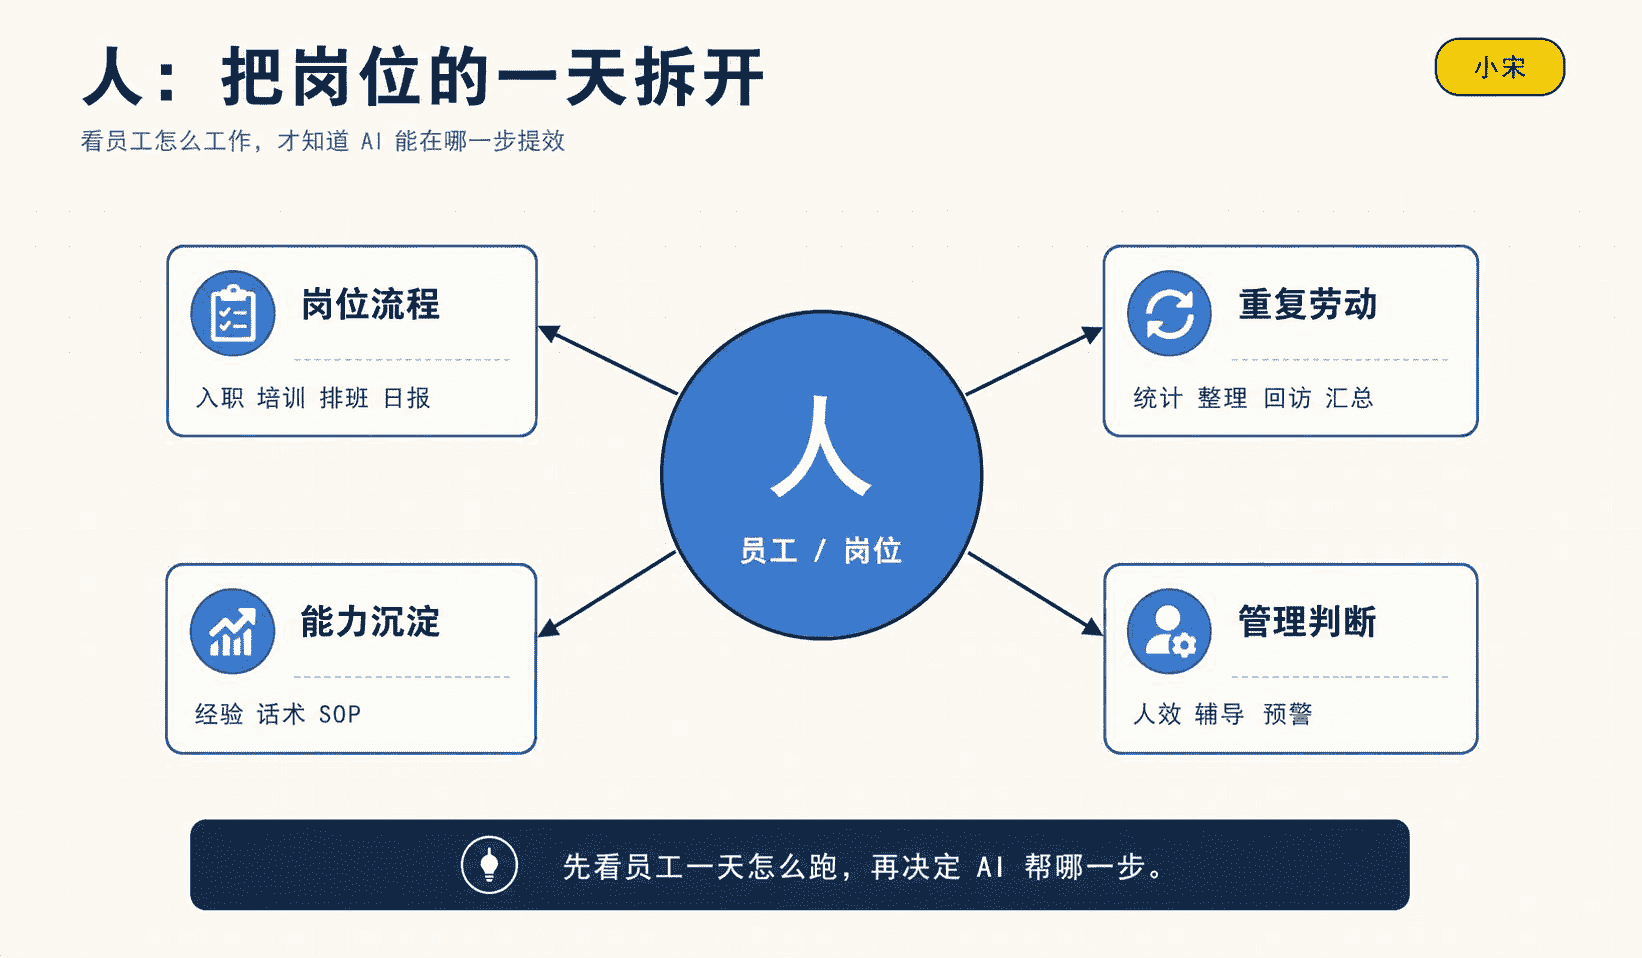 人：把岗位的一天拆开
小宋
看员工怎么工作，才知道 AI 能在哪一步提效
岗位流程
入职 培训 排班 日报
重复劳动
统计 整理 回访 汇总
人
员工 / 岗位
能力沉淀
经验 话术 SOP
管理判断
人效 辅导 预警
先看员工一天怎么跑，再决定 AI 帮哪一步。